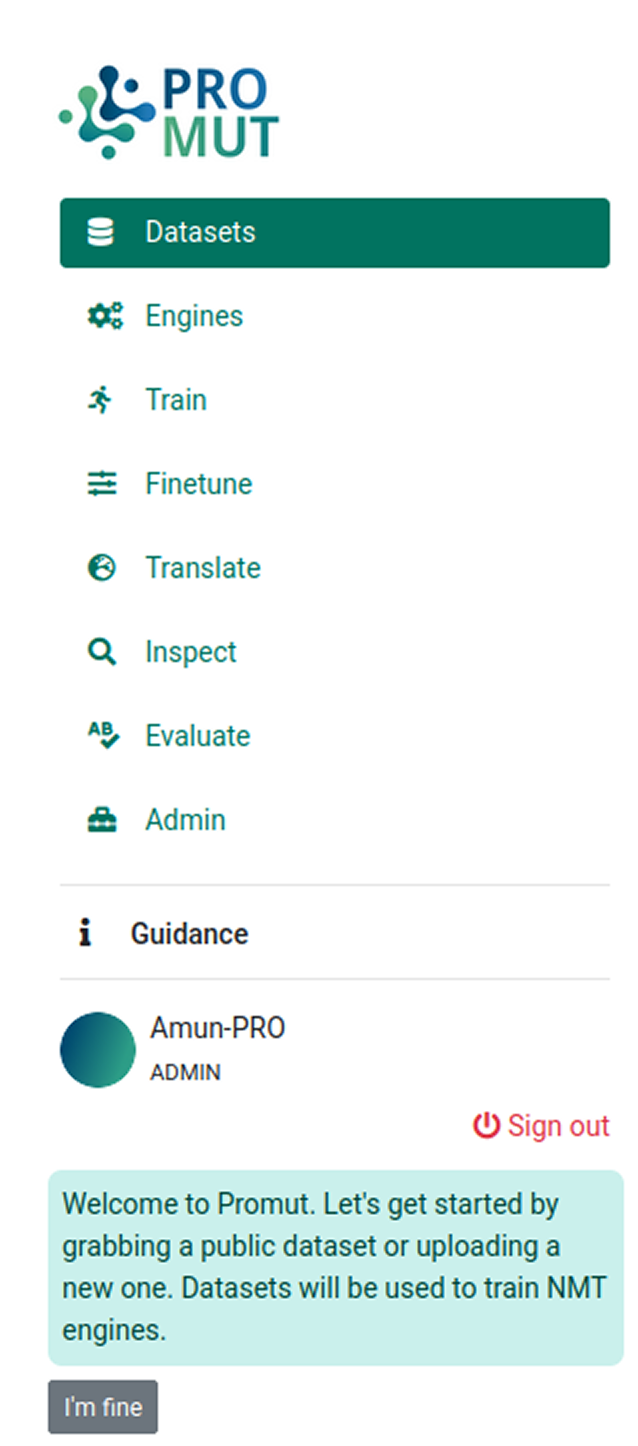 PRO
MUT
Datasets
Engines
Train
Finetune
Translate
Inspect
AB
Evaluate
Admin
Guidance
Amun-PRO
ADMIN
Sign out
Welcome to Promut. Let's get started by
grabbing a public dataset or uploading a
new one. Datasets will be used to train NMT
engines.
I'm fine